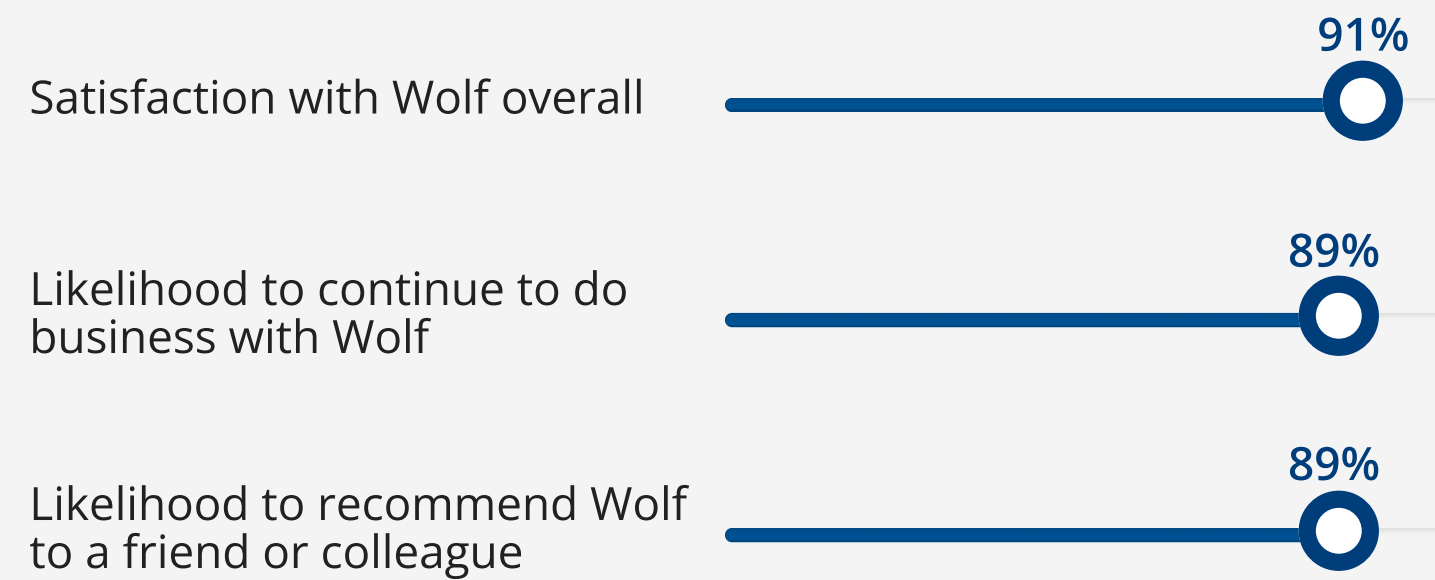 91%
Satisfaction with Wolf overall
89%
Likelihood to continue to do
business with Wolf
89%
Likelihood to recommend Wolf
to a friend or colleague